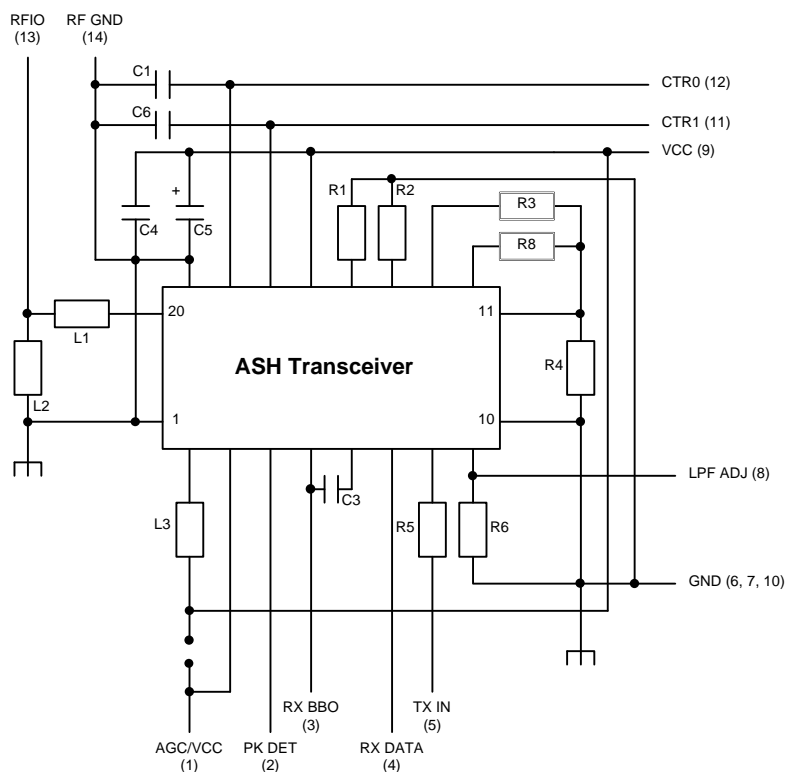 RFIO
(13)
RF GND
(14)
C1
CTR0 (12)
C6
CTR1 (11)
VCC (9)
+
R1
R2
R3
C4
C5
R8
20
11
L1
ASH Transceiver
R4
L2
1
10
C3
LPF ADJ (8)
L3
R5
R6
GND (6, 7, 10)
RX BBO
(3)
TX IN
(5)
AGC/VCC
(1)
PK DET
(2)
RX DATA
(4)